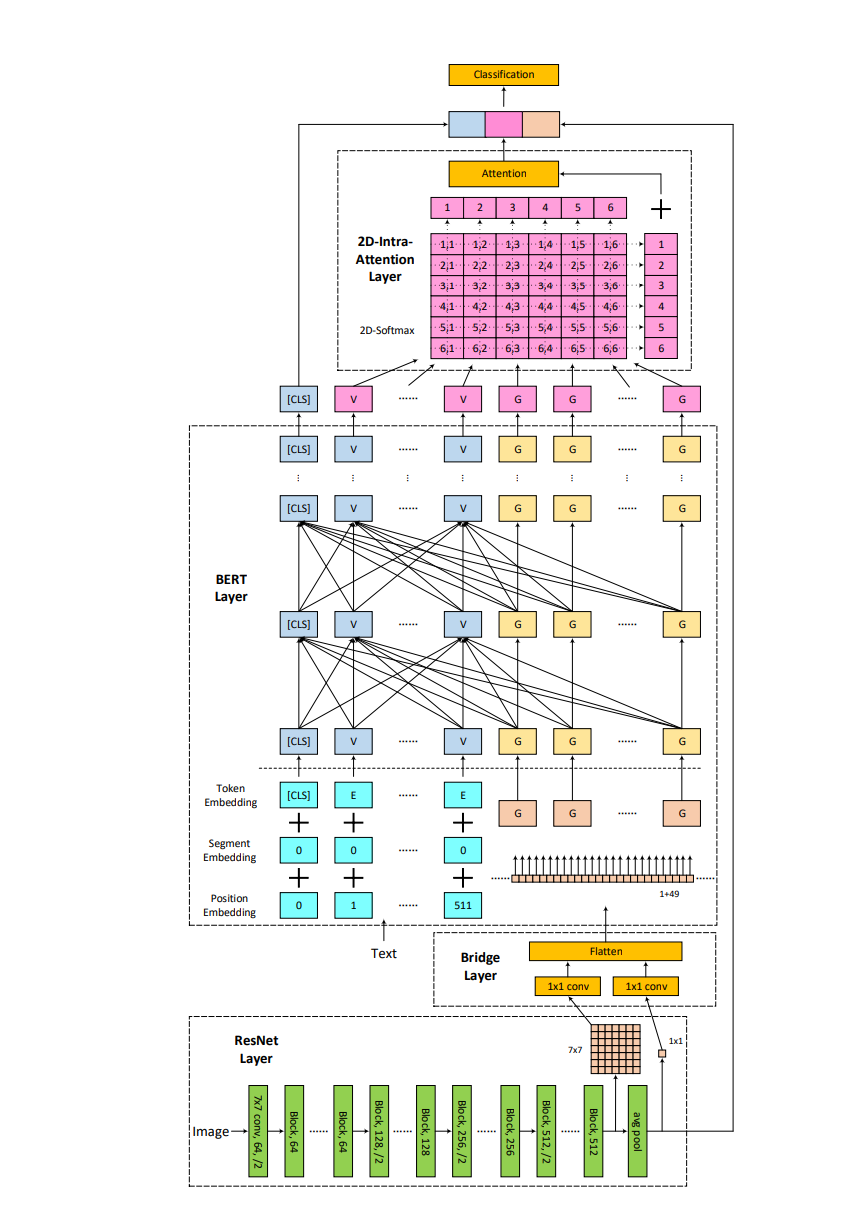 Classification
Attention
1 2 3 4 5 6
2D-Intra-
Attention
Layer
1,1 1,2 1,3 1,4 1,5 1,6 1
2,1 2,2 2,3 2,4 2,5 2,6 2
3,1 3,2 3,3 3,4 3,5 3,6 3
4,1 4,2 4,3 4,4 4,5 4,6 4
2D-Softmax
5,1 5,2 5,3 5,4 5,5 5,6 5
6,1 6,2 6,3 6,4 6,5 6,6 6
[CLS] V ...... V G G ...... G
[CLS] V ...... V G G ...... G
[CLS] V ...... V G G ...... G
BERT
Layer
[CLS] V ...... V G G ...... G
[CLS] V ...... V G G ...... G
Token
Embedding
[CLS] E ...... E
G G ...... G
+ + +
Segment
Embedding
0 0 ...... 0
+ + +
...... ......
1+49
Position
Embedding
0 1 ...... 511
Text
Bridge
Layer
Flatten
1x1 conv 1x1 conv
ResNet
Layer
7x7
1x1
Image
7x7 conv, 64, /2
Block, 64
......
Block, 64
Block, 128, /2
......
Block, 128
Block, 256, /2
......
Block, 256
Block, 512, /2
......
Block, 512
avg pool